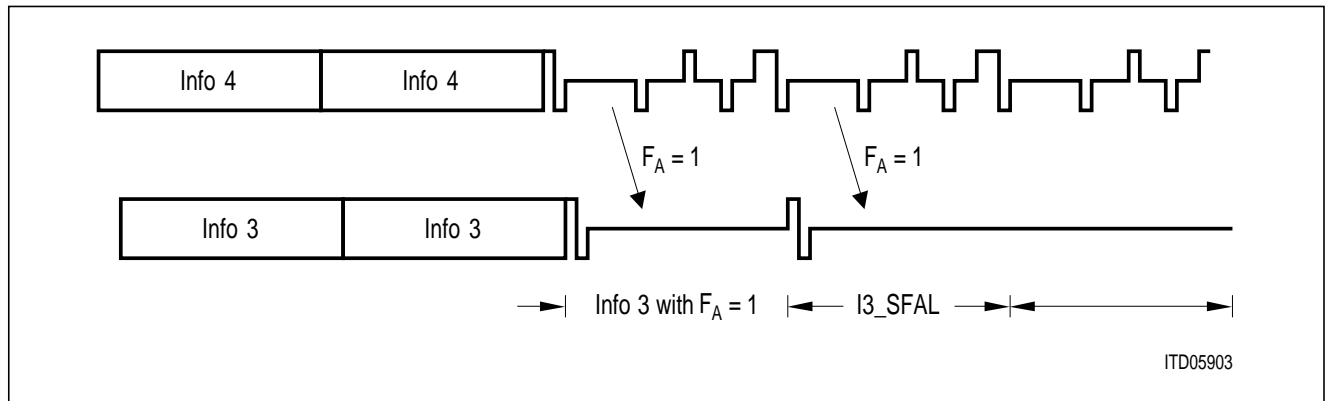 Info 4 Info 4
F_A = 1 F_A = 1
Info 3 Info 3
Info 3 with F_A = 1 I3_SFAL
ITD05903